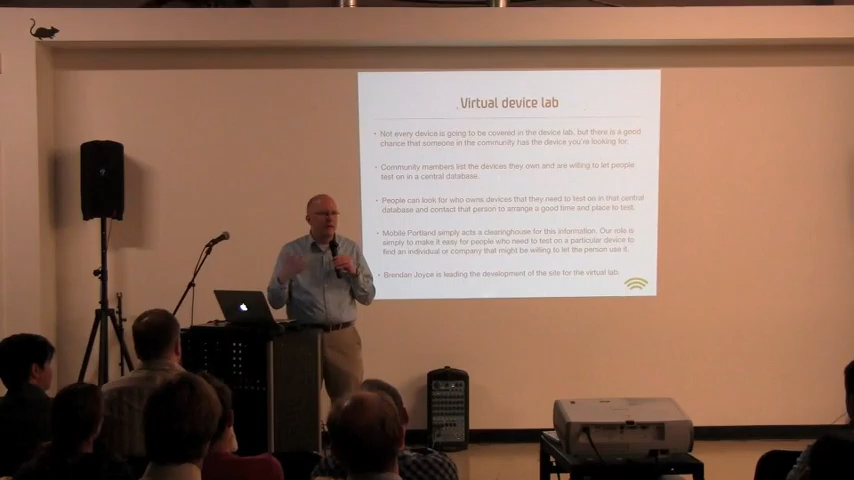 Virtual device lab
• Not every device is going to be covered in the device lab, but there is a good
chance that someone in the community has the device you're looking for.
• Community members list the devices they own and are willing to let people
test on in a central database.
• People can look for who owns devices that they need to test on in that central
database and contact that person to arrange a good time and place to test.
• Mobile Portland simply acts a clearinghouse for this information. Our role is
simply to make it easy for people who need to test on a particular device to
find an individual or company that might be willing to let the person use it.
• Brendan Joyce is leading the development of the site for the virtual lab.